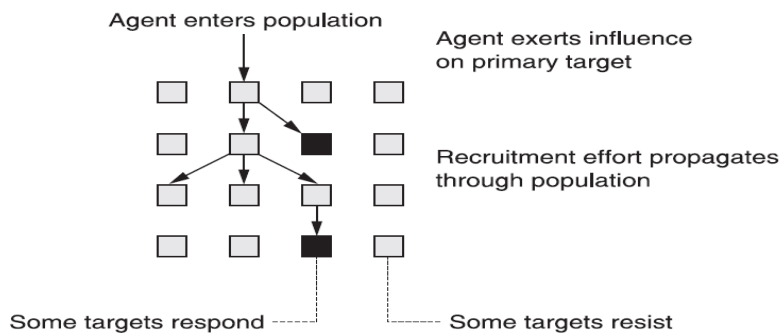 Agent enters population
Agent exerts influence
on primary target
Recruitment effort propagates
through population
Some targets respond
Some targets resist